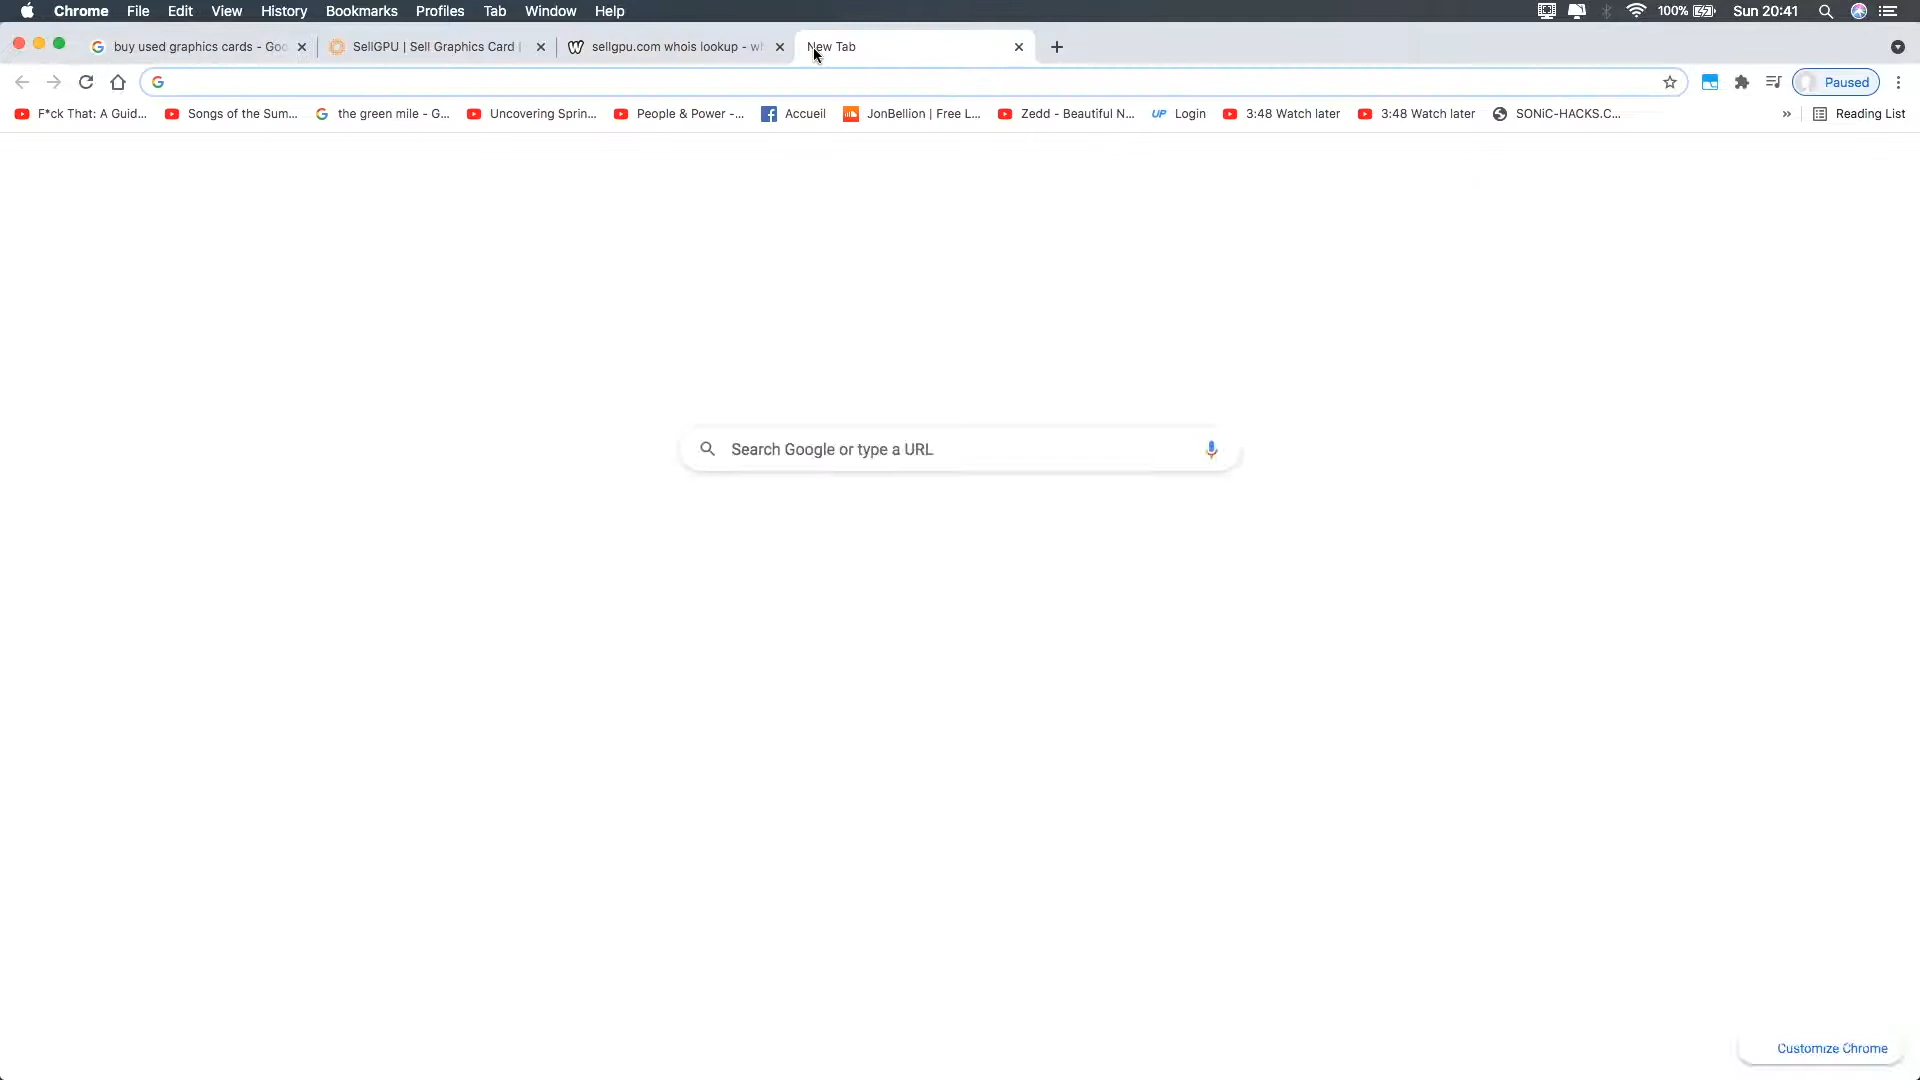 Chrome File Edit View History Bookmarks Profiles Tab Window Help 100% Sun 20:41
buy used graphics cards - Goo SellGPU | Sell Graphics Card | sellgpu.com whois lookup - wh New Tab
Paused
F*ck That: A Guid... Songs of the Sum... the green mile - G... Uncovering Sprin... People & Power -... Accueil JonBellion | Free L... Zedd - Beautiful N... UP Login 3:48 Watch later 3:48 Watch later SONiC-HACKS.C... » Reading List
Search Google or type a URL
Customize Chrome